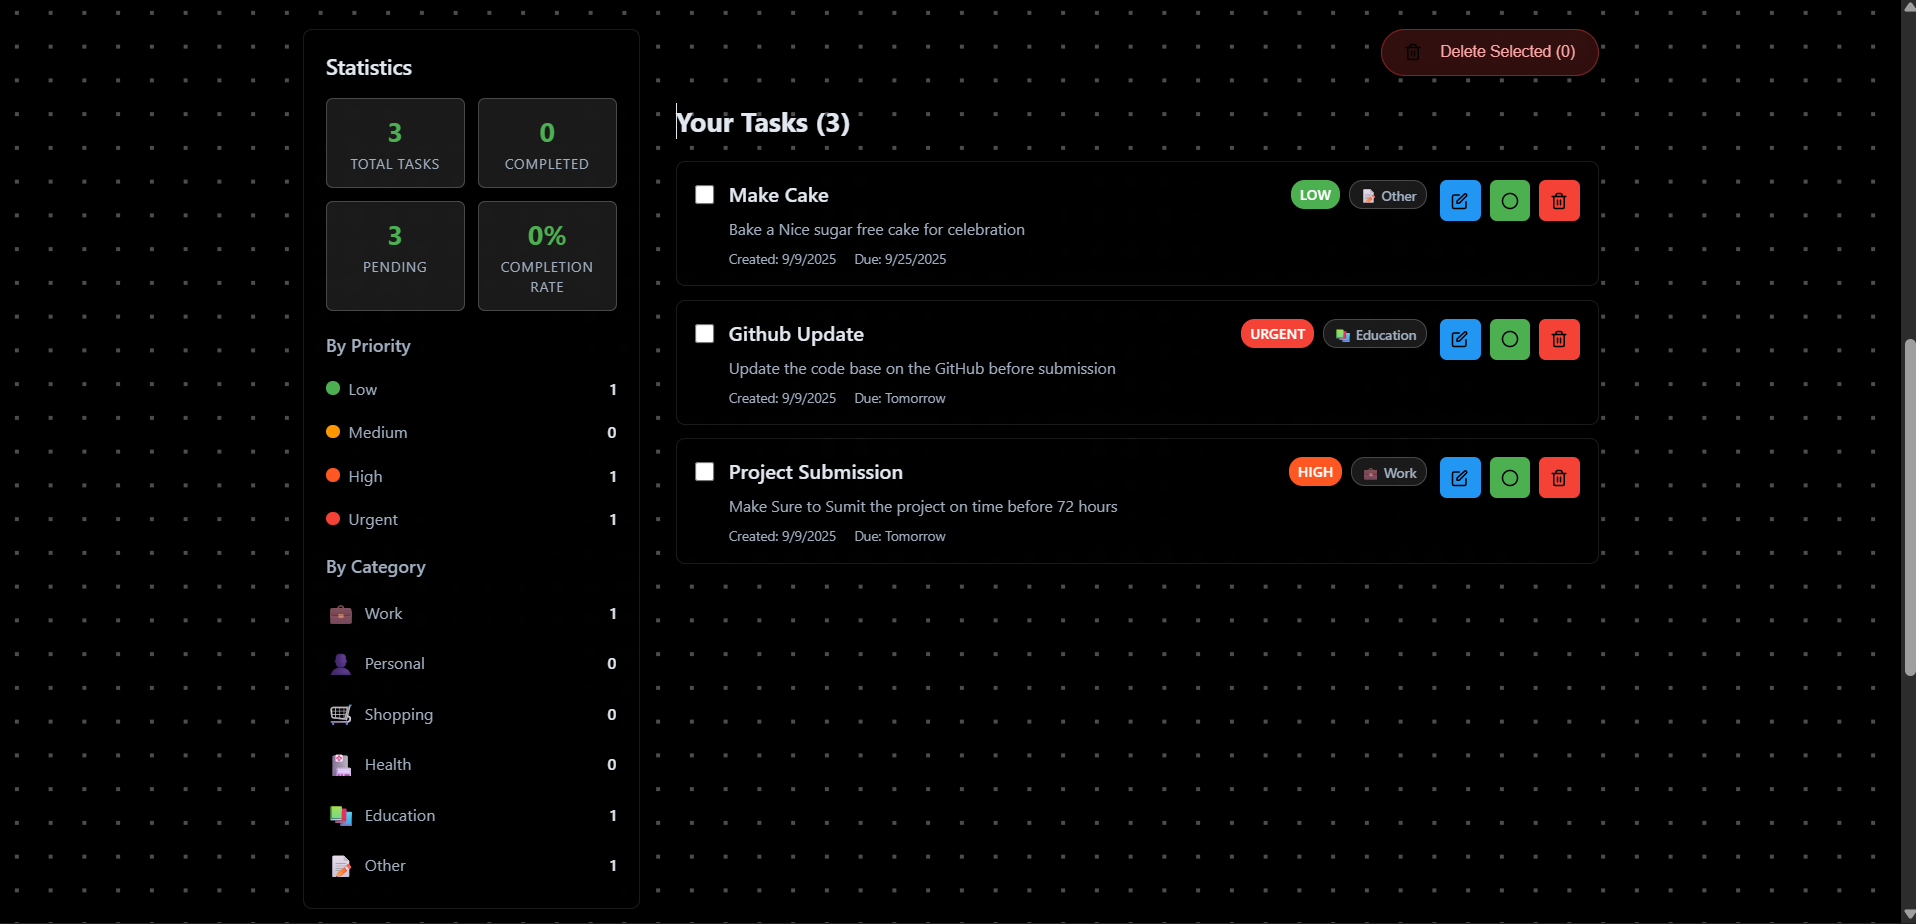 Statistics
3
TOTAL TASKS
0
COMPLETED
3
PENDING
0%
COMPLETION
RATE
By Priority
Low 1
Medium 0
High 1
Urgent 1
By Category
Work 1
Personal 0
Shopping 0
Health 0
Education 1
Other 1
Delete Selected (0)
Your Tasks (3)
Make Cake LOW Other
Bake a Nice sugar free cake for celebration
Created: 9/9/2025 Due: 9/25/2025
Github Update URGENT Education
Update the code base on the GitHub before submission
Created: 9/9/2025 Due: Tomorrow
Project Submission HIGH Work
Make Sure to Sumit the project on time before 72 hours
Created: 9/9/2025 Due: Tomorrow